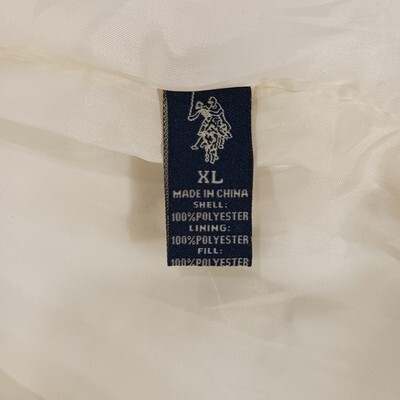 XL
MADE IN CHINA
SHELL:
100%POLYESTER
LINING:
100%POLYESTER
FILL:
100%POLYESTER